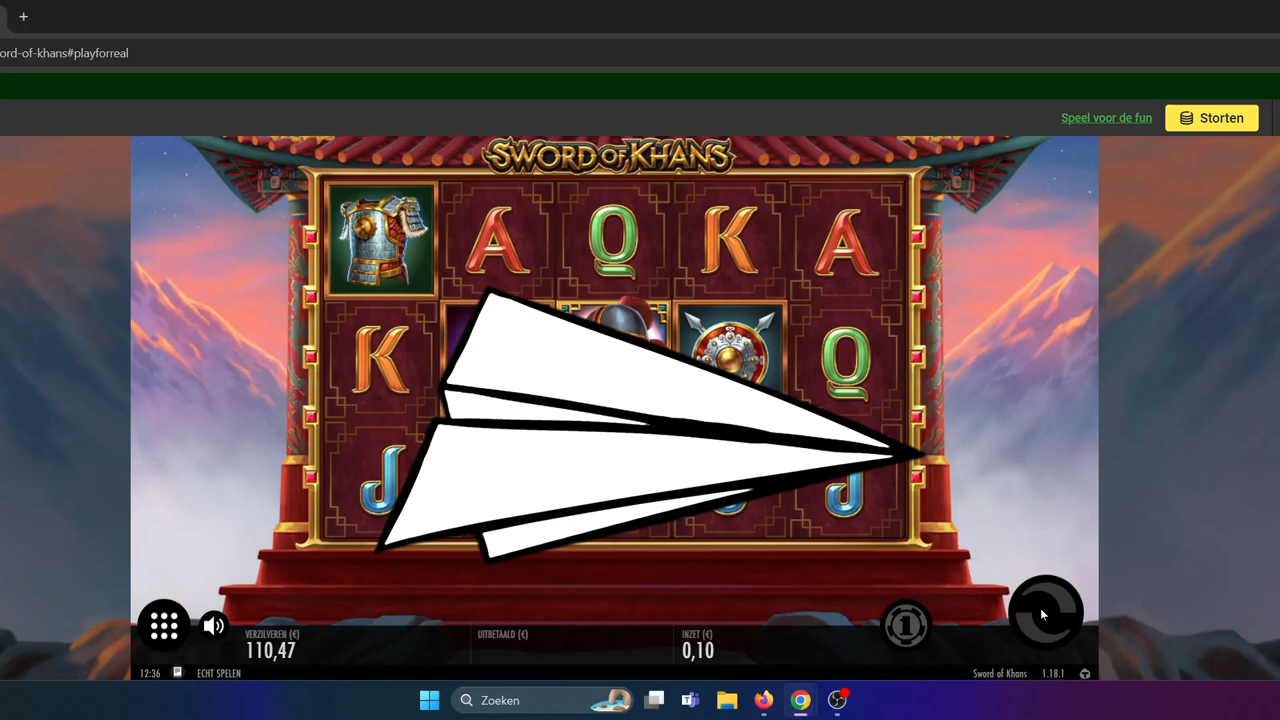 ord-of-khans#playforreal
Speel voor de fun
Storten
SWORD OF KHANS
A Q K A
K Q
J J
VERZILVEREN (€)
110,47
UITBETAALD (€)
INZET (€)
0,10
1
12:36
ECHT SPELEN
Sword of Khans
1.18.1
Zoeken